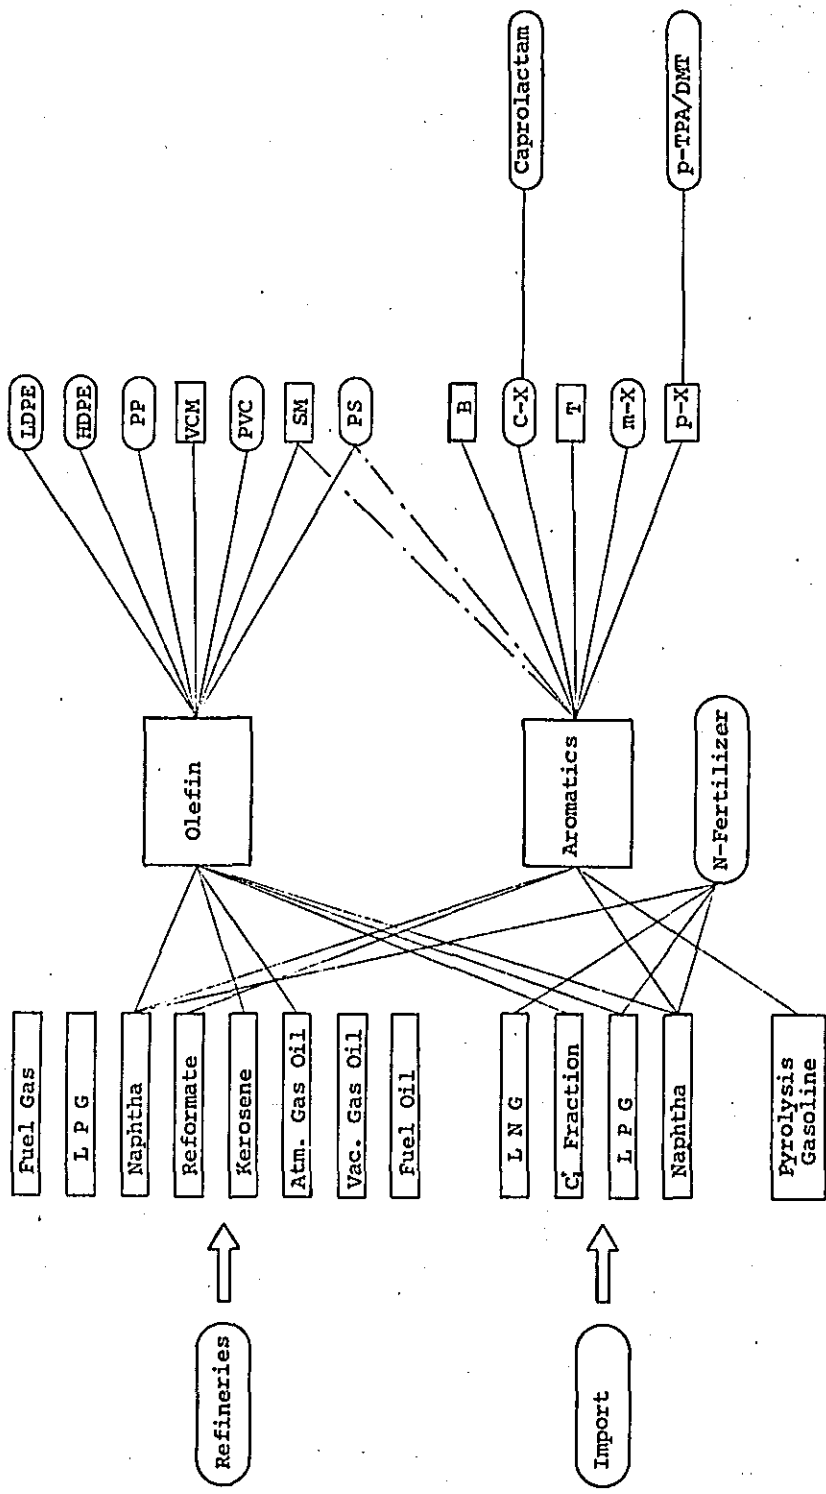 Refineries
Import
Fuel Gas
L P G
Naphtha
Reformate
Kerosene
Atm. Gas Oil
Vac. Gas Oil
Fuel Oil
L N G
Fraction
L P G
Naphtha
Pyrolysis
Gasoline
Olefin
Aromatics
N-Fertilizer
LDPE
HDPE
PP
VCM
PVC
SM
PS
B
C-X
T
m-X
p-X
Caprolactam
p-TPA/DMT